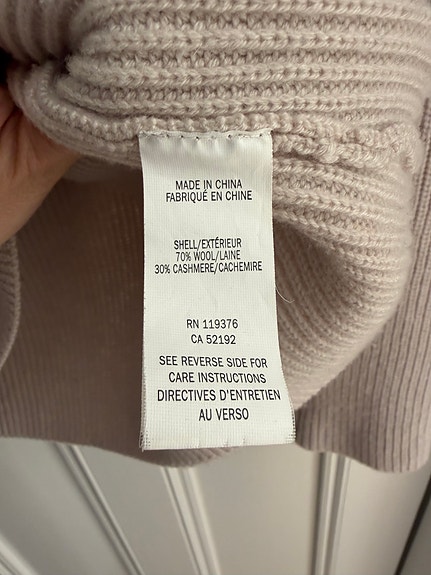 MADE IN CHINA
FABRIQUÉ EN CHINE
SHELL/EXTÉRIEUR
70% WOOL/LAINE
30% CASHMERE/CACHEMIRE
RN 119376
CA 52192
SEE REVERSE SIDE FOR
CARE INSTRUCTIONS
DIRECTIVES D'ENTRETIEN
AU VERSO